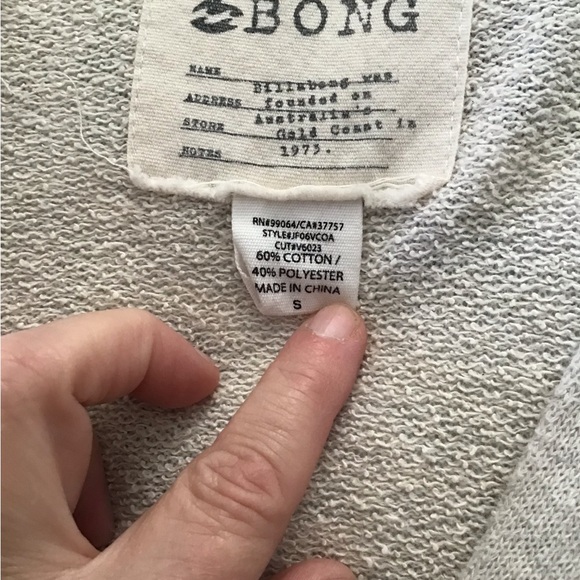 BONG
NAME Billabong was
ADDRESS founded on
STORE Australia's
Gold Coast in
NOTES 1973.
RN#99064/CA#37757
STYLE#JF06VCOA
CUT#V6023
60% COTTON /
40% POLYESTER
MADE IN CHINA
S